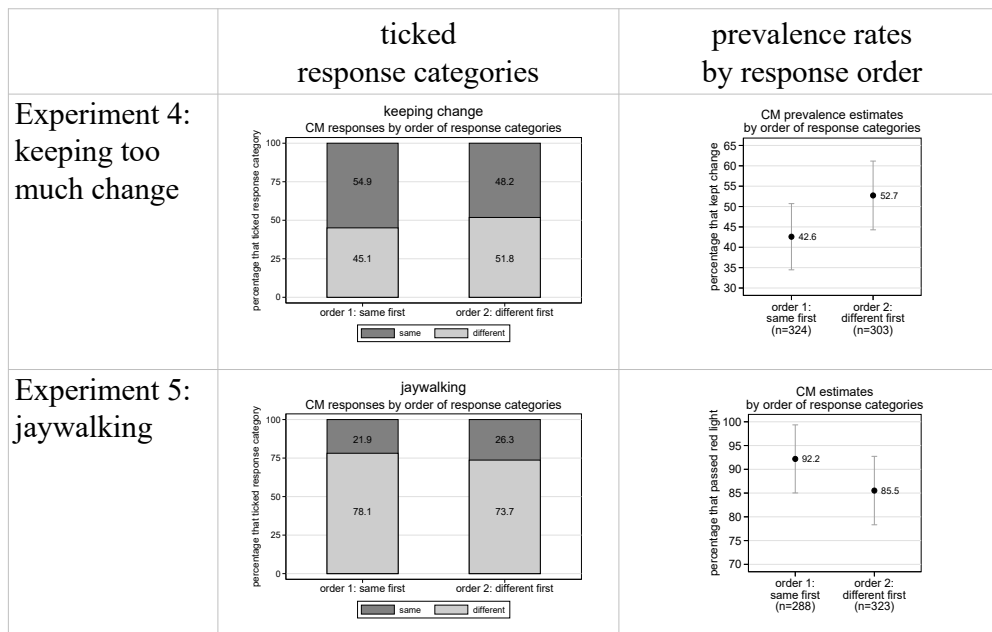 ticked
response categories
prevalence rates
by response order
Experiment 4:
keeping too
much change
keeping change
CM responses by order of response categories
percentage that ticked response category
100
75
50
25
0
54.9
48.2
45.1
51.8
order 1: same first
order 2: different first
same
different
CM prevalence estimates
by order of response categories
percentage that kept change
65
60
55
50
45
40
35
30
42.6
52.7
order 1:
same first
(n=324)
order 2:
different first
(n=303)
Experiment 5:
jaywalking
jaywalking
CM responses by order of response categories
percentage that ticked response category
100
75
50
25
0
21.9
26.3
78.1
73.7
order 1: same first
order 2: different first
same
different
CM estimates
by order of response categories
percentage that passed red light
100
95
90
85
80
75
70
92.2
85.5
order 1:
same first
(n=288)
order 2:
different first
(n=323)